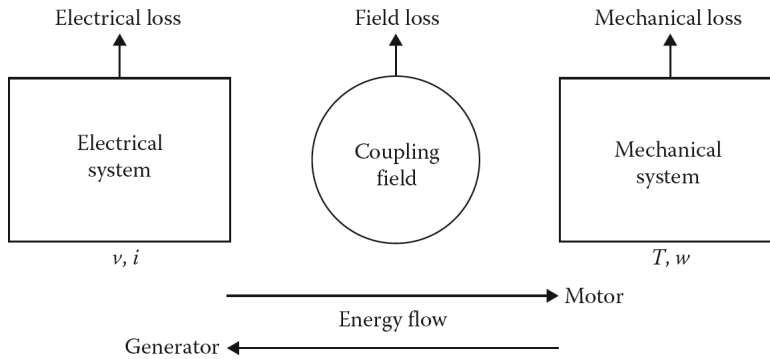 Electrical loss
Field loss
Mechanical loss
Electrical
system
Coupling
field
Mechanical
system
v, i
T, w
Motor
Energy flow
Generator